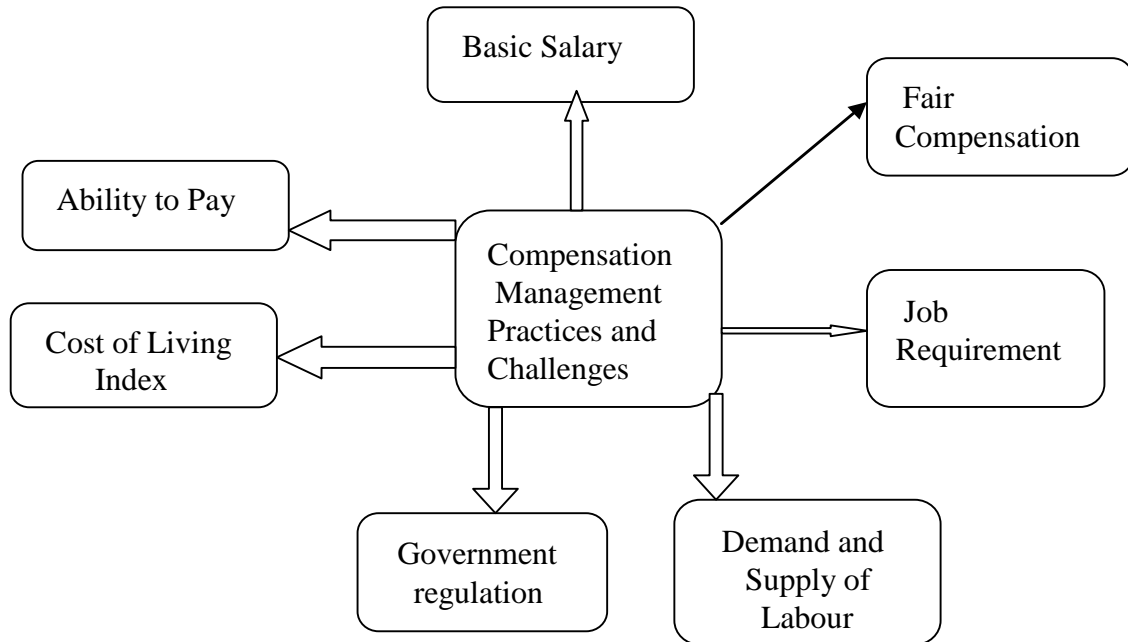 Basic Salary
Fair
Compensation
Ability to Pay
Compensation
Management
Practices and
Challenges
Job
Requirement
Cost of Living
Index
Government
regulation
Demand and
Supply of
Labour